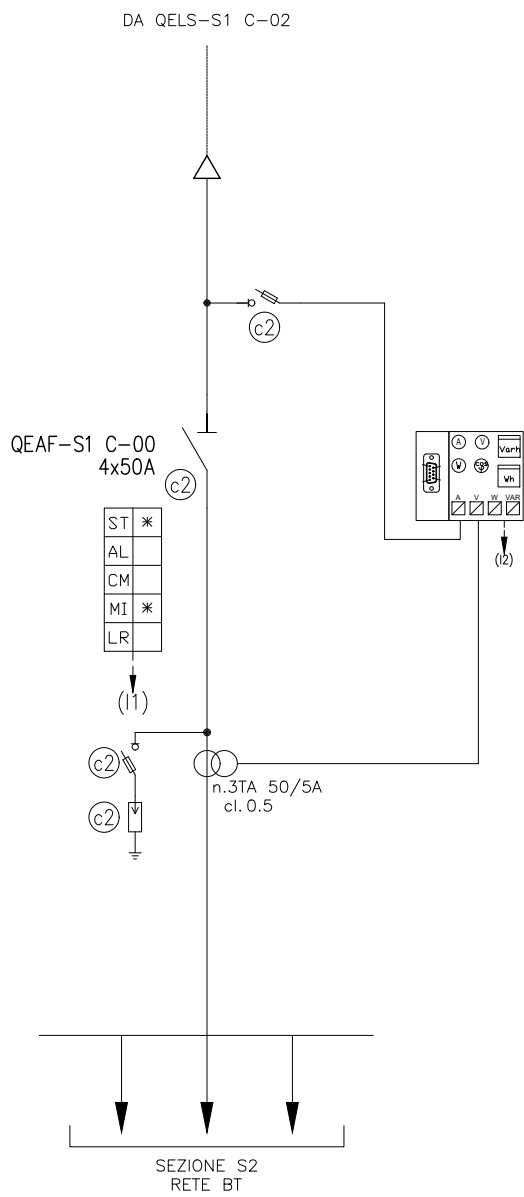 DA QELS-S1 C-02
c2
QEAF-S1 C-00
4x50A
c2
A V Varh
W Wh
A V W VAR
(I2)
ST *
AL
CM
MI *
LR
(I1)
c2
n.3TA 50/5A
cl.0.5
c2
SEZIONE S2
RETE BT